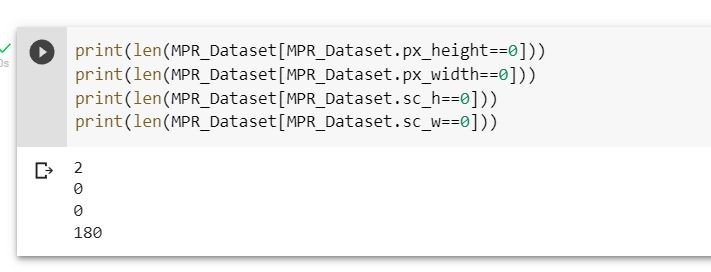 print(len(MPR_Dataset[MPR_Dataset.px_height==0]))
print(len(MPR_Dataset[MPR_Dataset.px_width==0]))
print(len(MPR_Dataset[MPR_Dataset.sc_h==0]))
print(len(MPR_Dataset[MPR_Dataset.sc_w==0]))
2
0
0
180